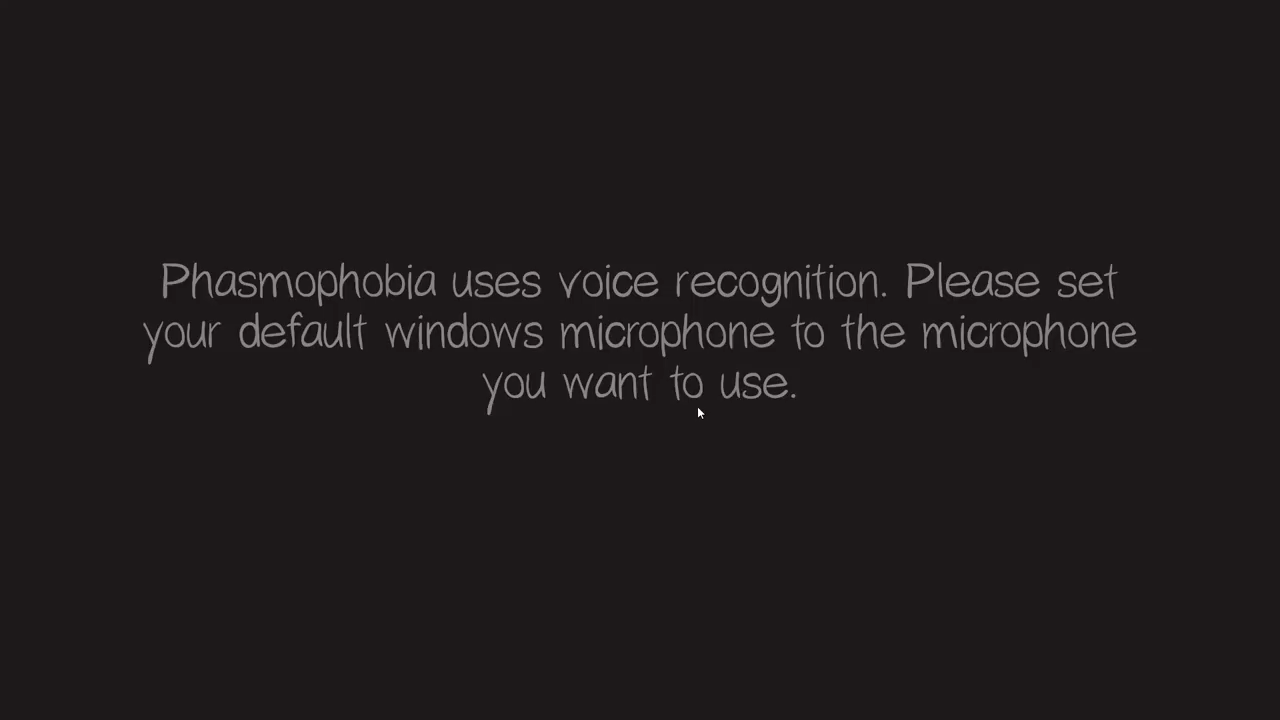 Phasmophobia uses voice recognition. Please set
your default windows microphone to the microphone
you want to use.